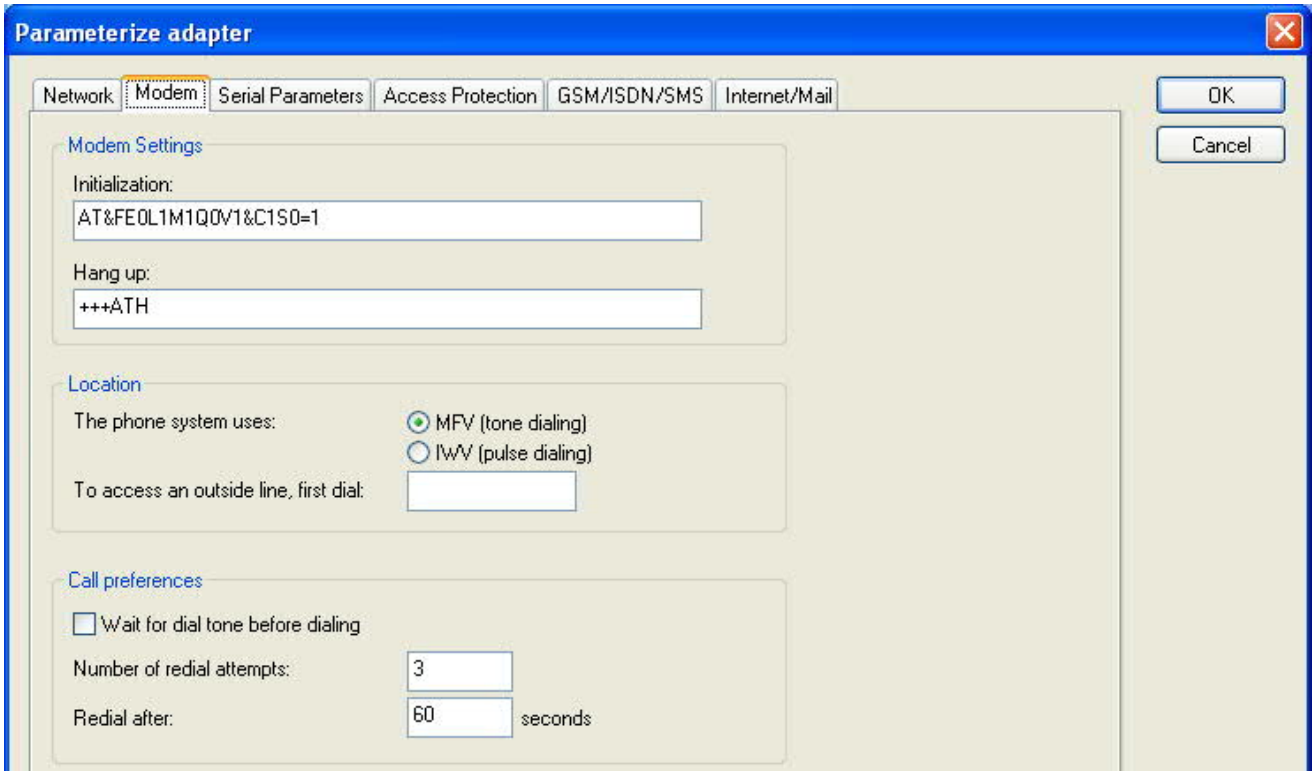 Parameterize adapter
Network Modem Serial Parameters Access Protection GSM/ISDN/SMS Internet/Mail
OK
Cancel
Modem Settings
Initialization:
AT&FE0L1M1Q0V1&C1S0=1
Hang up:
+++ATH
Location
The phone system uses:
MFV (tone dialing)
IWV (pulse dialing)
To access an outside line, first dial:
Call preferences
Wait for dial tone before dialing
Number of redial attempts: 3
Redial after: 60 seconds